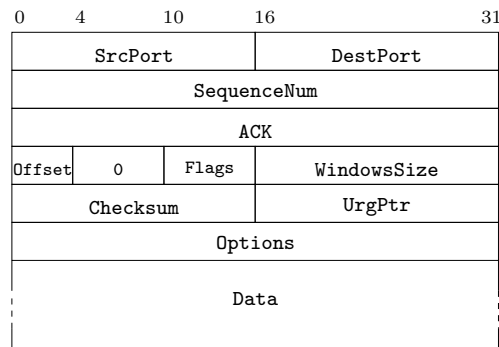 0 4 10 16 31
SrcPort DestPort
SequenceNum
ACK
Offset 0 Flags WindowsSize
Checksum UrgPtr
Options
Data